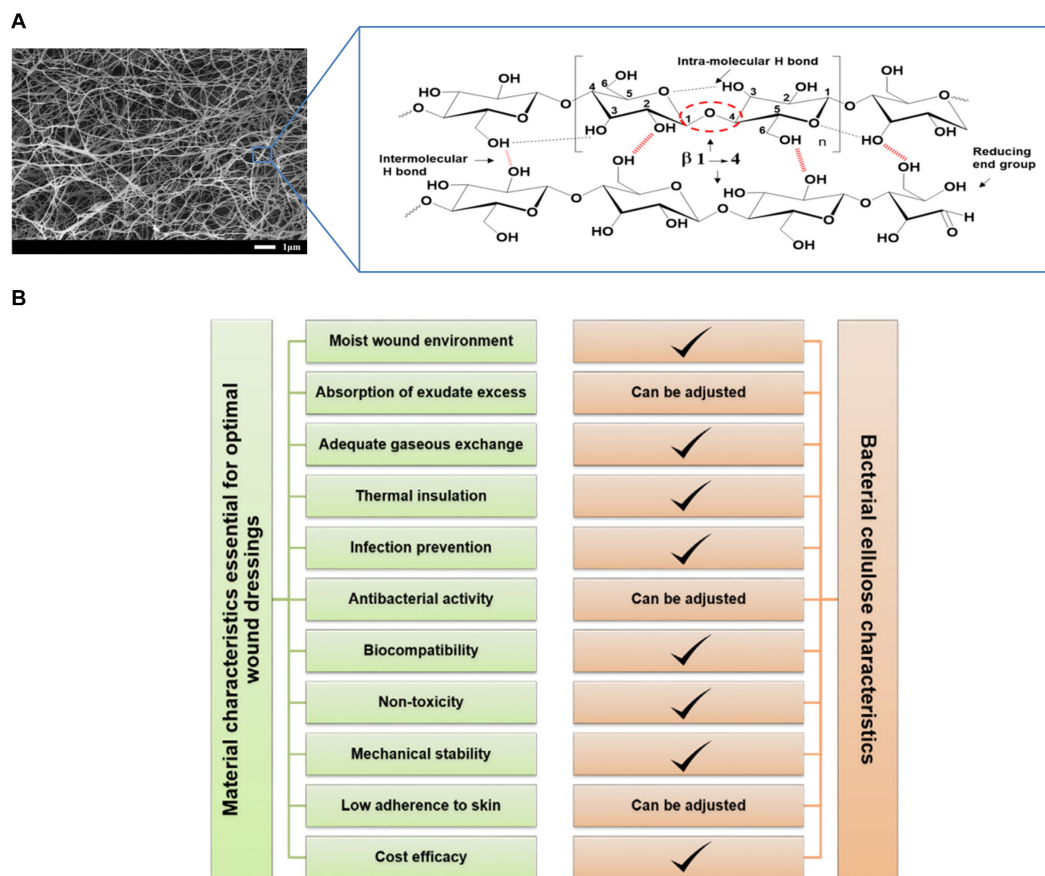 A
1μm
OH
OH
OH
HO
O
O
O
OH
6
4
5
O
3
2
HO
OH
1
O
Intra-molecular H bond
HO
3
OH
2
1
4
5
O
6
HO
n
O
OH
O
HO
OH
β 1→4
Intermolecular
H bond
Reducing
end group
OH
HO
OH
O
O
O
OH
OH
O
OH
OH
O
HO
OH
O
OH
O
OH
OH
HO
H
O
B
Material characteristics essential for optimal
wound dressings
Bacterial cellulose characteristics
Moist wound environment ✓
Absorption of exudate excess Can be adjusted
Adequate gaseous exchange ✓
Thermal insulation ✓
Infection prevention ✓
Antibacterial activity Can be adjusted
Biocompatibility ✓
Non-toxicity ✓
Mechanical stability ✓
Low adherence to skin Can be adjusted
Cost efficacy ✓